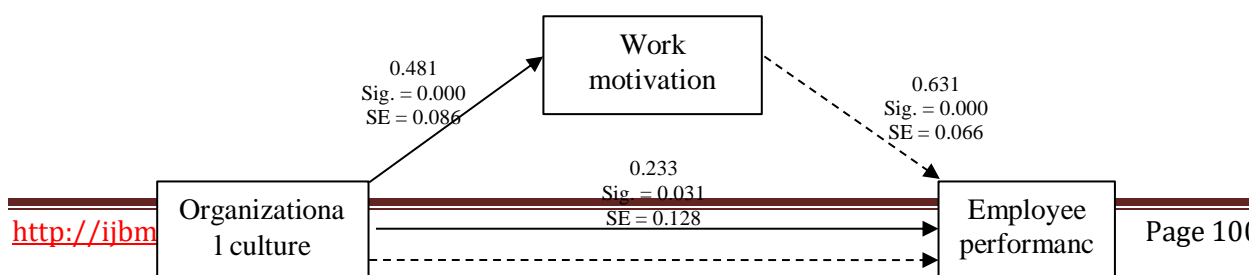 Work
motivation
0.481
Sig. = 0.000
SE = 0.086
0.631
Sig. = 0.000
SE = 0.066
0.233
Sig. = 0.031
SE = 0.128
Organizationa
l culture
Employee
performanc
http://ijbm
Page 100